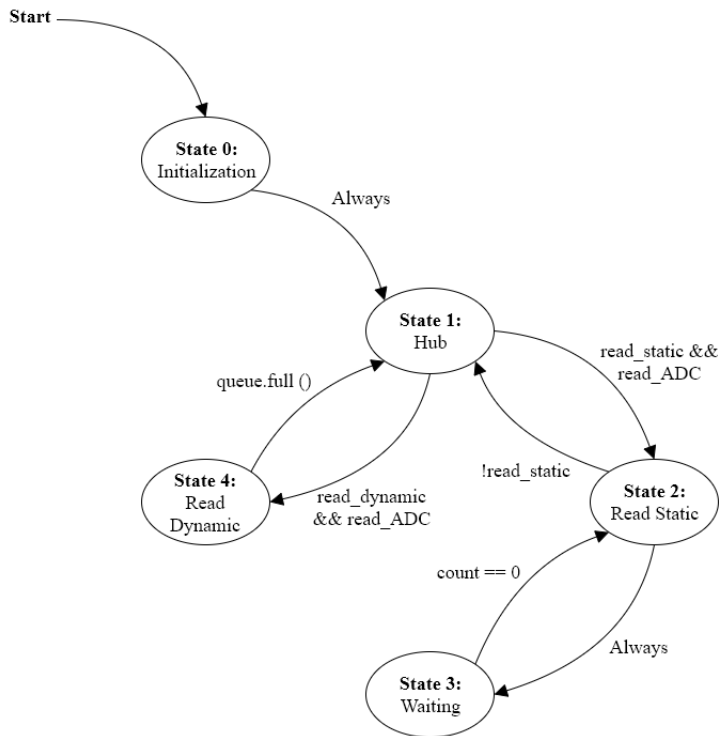 Start
State 0:
Initialization
Always
State 1:
Hub
read_static &&
read_ADC
queue.full ()
!read_static
State 4:
Read
Dynamic
read_dynamic
&& read_ADC
State 2:
Read Static
count == 0
Always
State 3:
Waiting